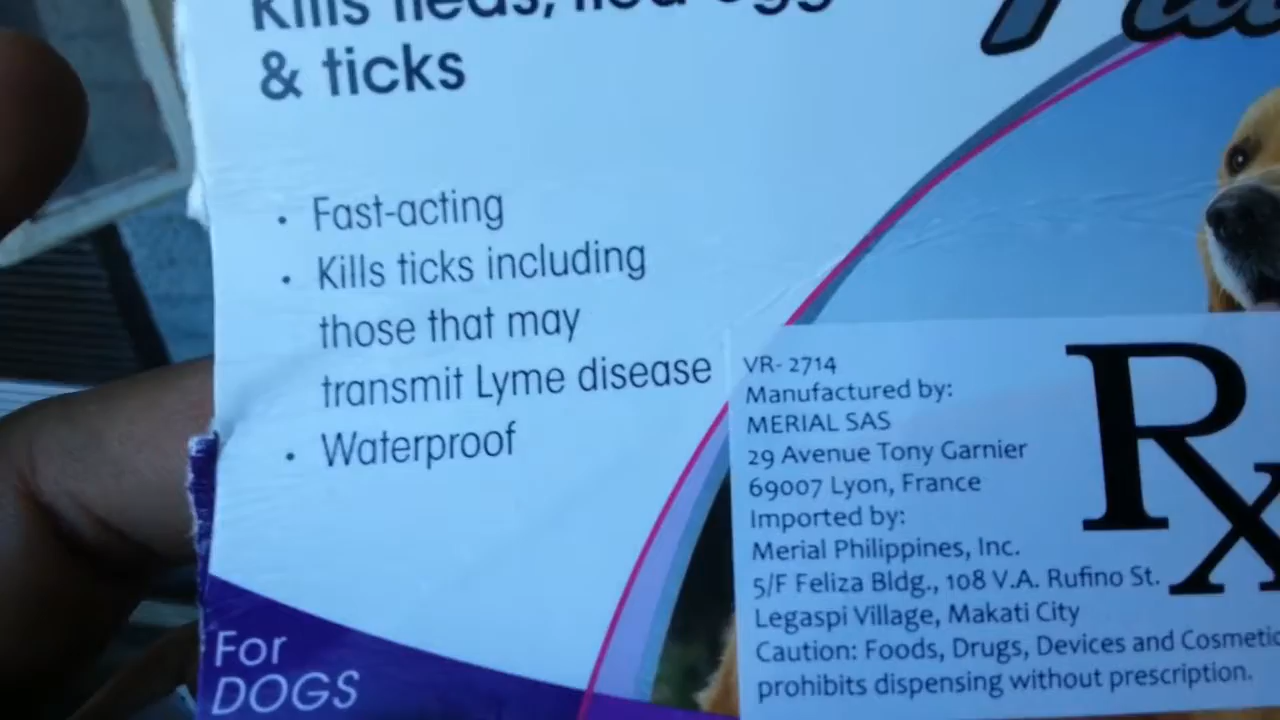 Kills fleas, flea egg
& ticks
• Fast-acting
• Kills ticks including
those that may
transmit Lyme disease
• Waterproof
For
DOGS
VR- 2714
Manufactured by:
MERIAL SAS
29 Avenue Tony Garnier
69007 Lyon, France
Imported by:
Merial Philippines, Inc.
5/F Feliza Bldg., 108 V.A. Rufino St.
Legaspi Village, Makati City
Caution: Foods, Drugs, Devices and Cosmetic
prohibits dispensing without prescription.
Rx